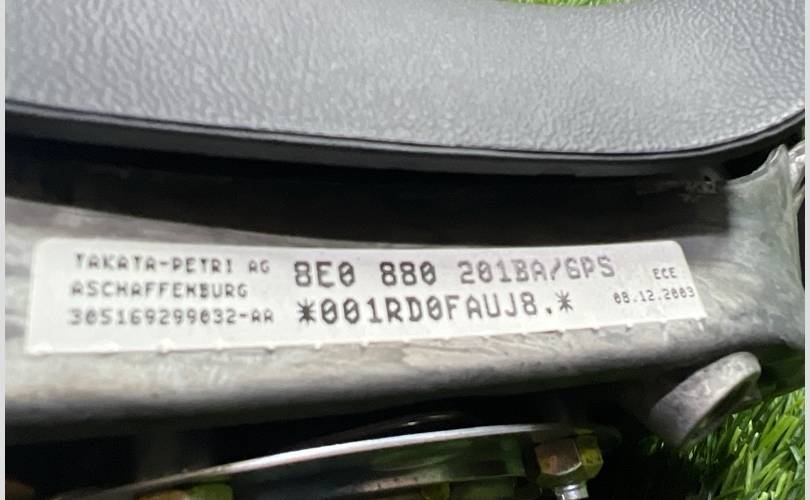 TAKATA-PETRI AG
ASCHAFFENBURG
305169299032-AA
8E0 880 201BA/6PS
*001RD0FAUJ8.*
ECE
08.12.2003